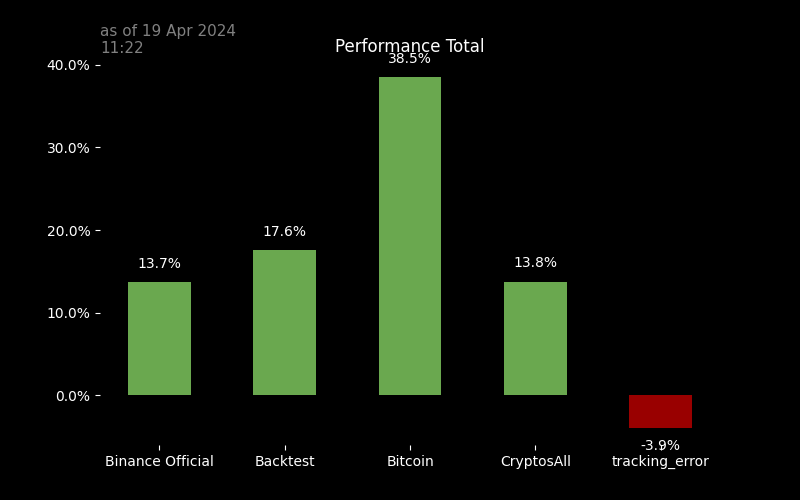 as of 19 Apr 2024
11:22
Performance Total
40.0%
30.0%
20.0%
10.0%
0.0%
13.7%
17.6%
38.5%
13.8%
-3.9%
Binance Official
Backtest
Bitcoin
CryptosAll
tracking_error